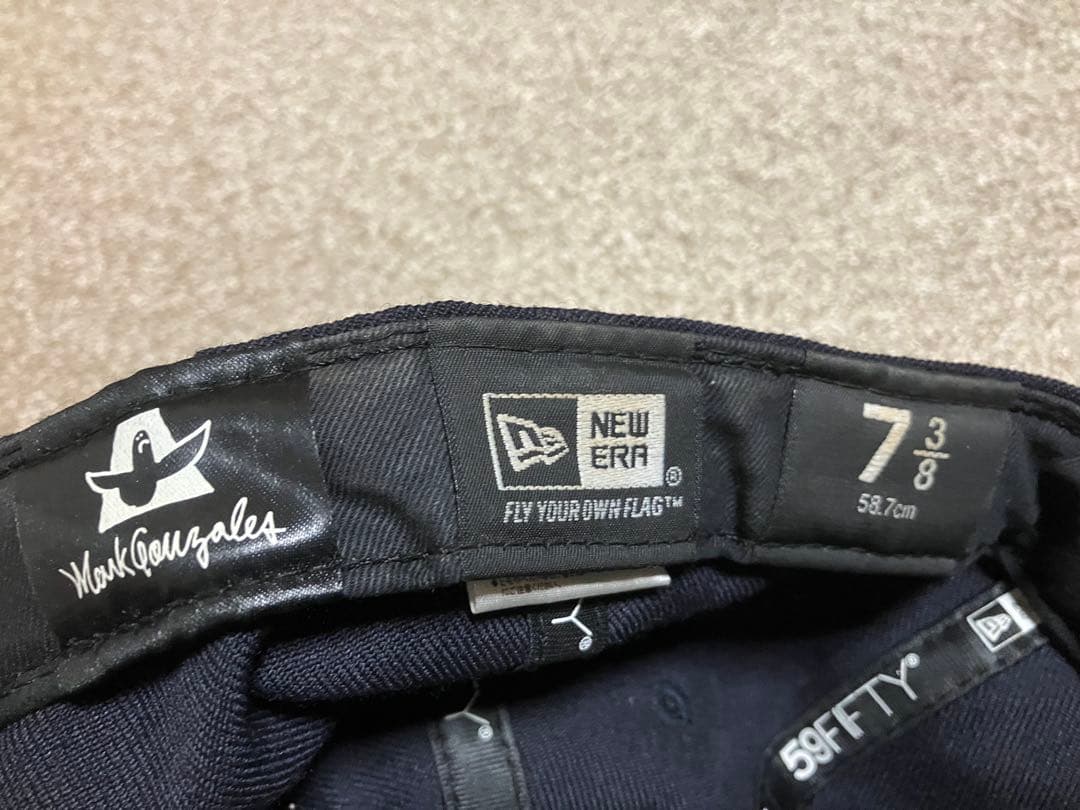 Mark Gonzales
NEW
ERA
®
FLY YOUR OWN FLAG™
7 3/8
58.7cm
®
®
59FIFTY®